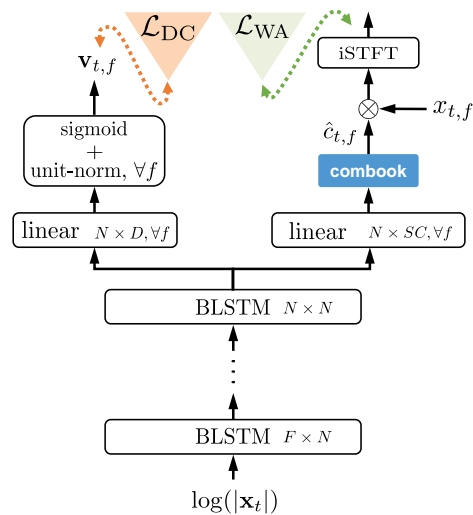 𝓛_DC
𝓛_WA
iSTFT
𝐯_{t,f}
x_{t,f}
ĉ_{t,f}
sigmoid
+
unit-norm, ∀f
combook
linear N × D, ∀f
linear N × SC, ∀f
BLSTM N × N
BLSTM F × N
log(|𝐱_t|)